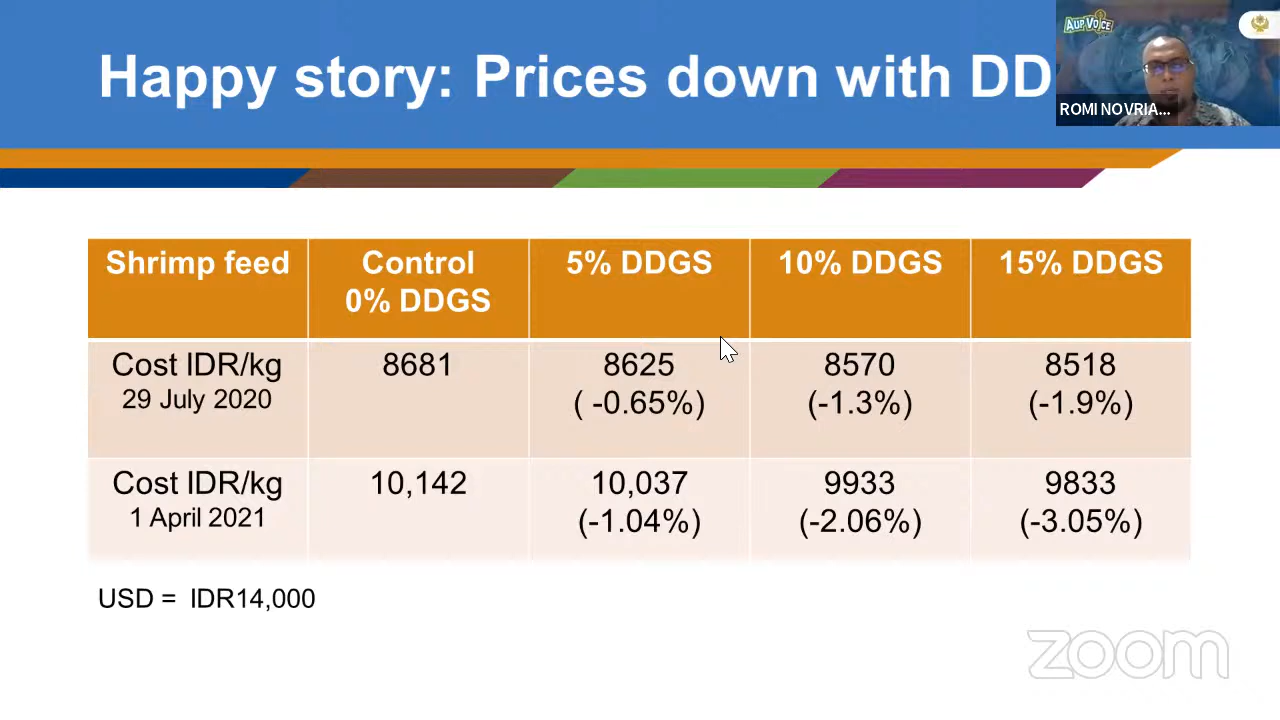 Happy story: Prices down with DD
AUP VOICE
ROMI NOVRIA...
Shrimp feed
Control
0% DDGS
5% DDGS
10% DDGS
15% DDGS
Cost IDR/kg
29 July 2020
8681
8625
( -0.65%)
8570
(-1.3%)
8518
(-1.9%)
Cost IDR/kg
1 April 2021
10,142
10,037
(-1.04%)
9933
(-2.06%)
9833
(-3.05%)
USD = IDR14,000
zoom